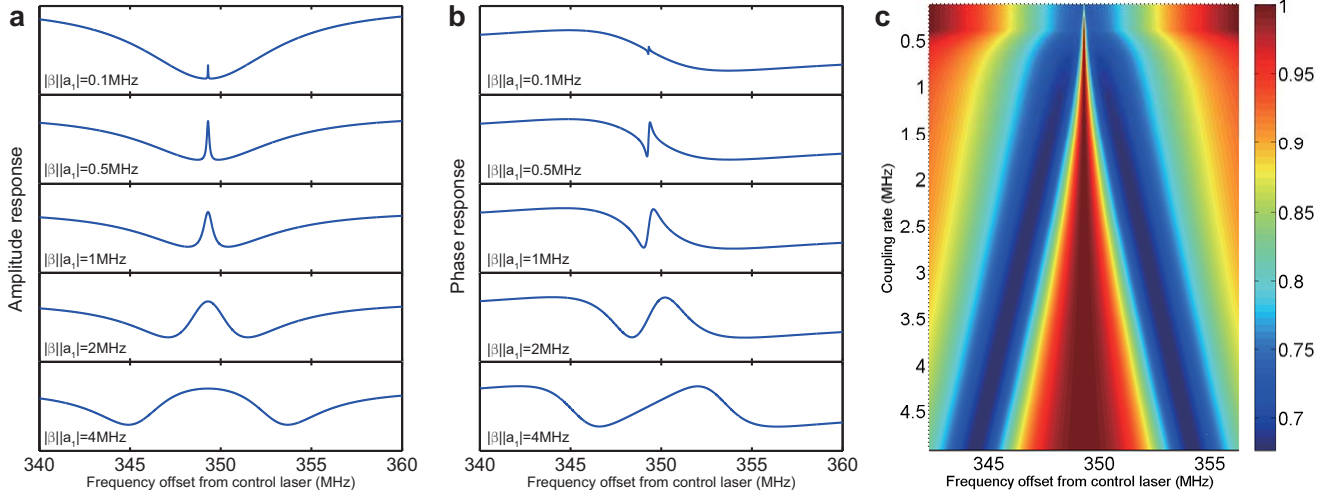 a
Amplitude response
|β||a₁|=0.1MHz
|β||a₁|=0.5MHz
|β||a₁|=1MHz
|β||a₁|=2MHz
|β||a₁|=4MHz
340 345 350 355 360
Frequency offset from control laser (MHz)
b
Phase response
|β||a₁|=0.1MHz
|β||a₁|=0.5MHz
|β||a₁|=1MHz
|β||a₁|=2MHz
|β||a₁|=4MHz
340 345 350 355 360
Frequency offset from control laser (MHz)
c
Coupling rate (MHz)
0.5
1
1.5
2
2.5
3
3.5
4
4.5
345 350 355
Frequency offset from control laser (MHz)
1
0.95
0.9
0.85
0.8
0.75
0.7